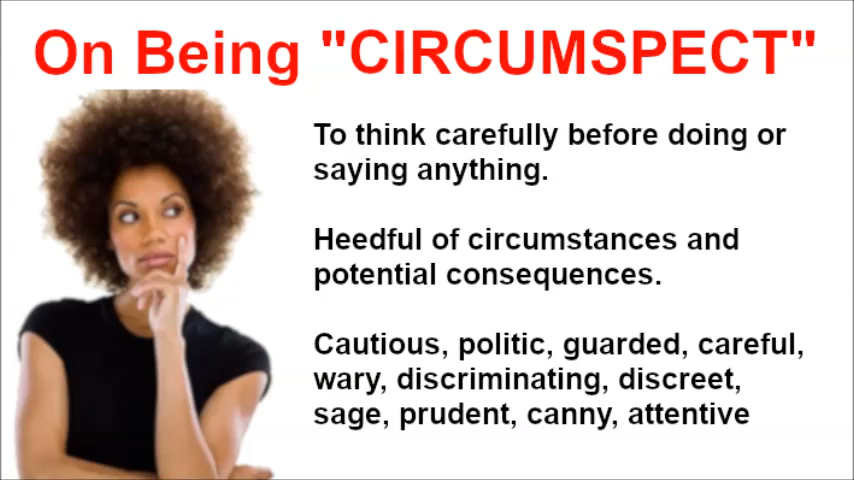 On Being "CIRCUMSPECT"
To think carefully before doing or
saying anything.
Heedful of circumstances and
potential consequences.
Cautious, politic, guarded, careful,
wary, discriminating, discreet,
sage, prudent, canny, attentive